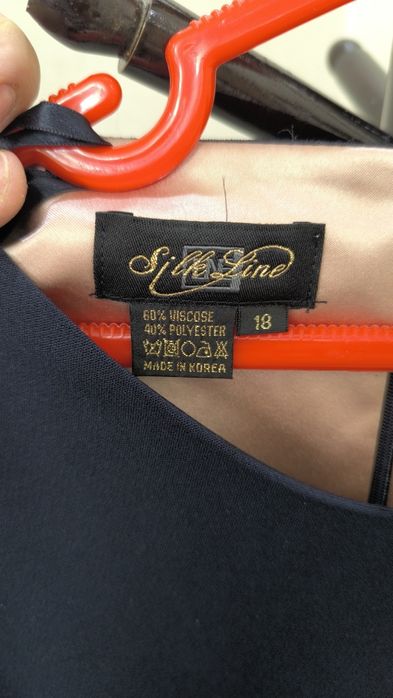 Silk Line
60% VISCOSE
40% POLYESTER
18
MADE IN KOREA